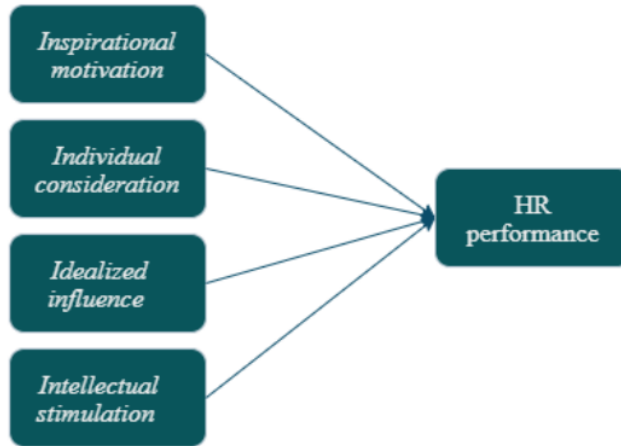 Inspirational
motivation
Individual
consideration
Idealized
influence
Intellectual
stimulation
HR
performance